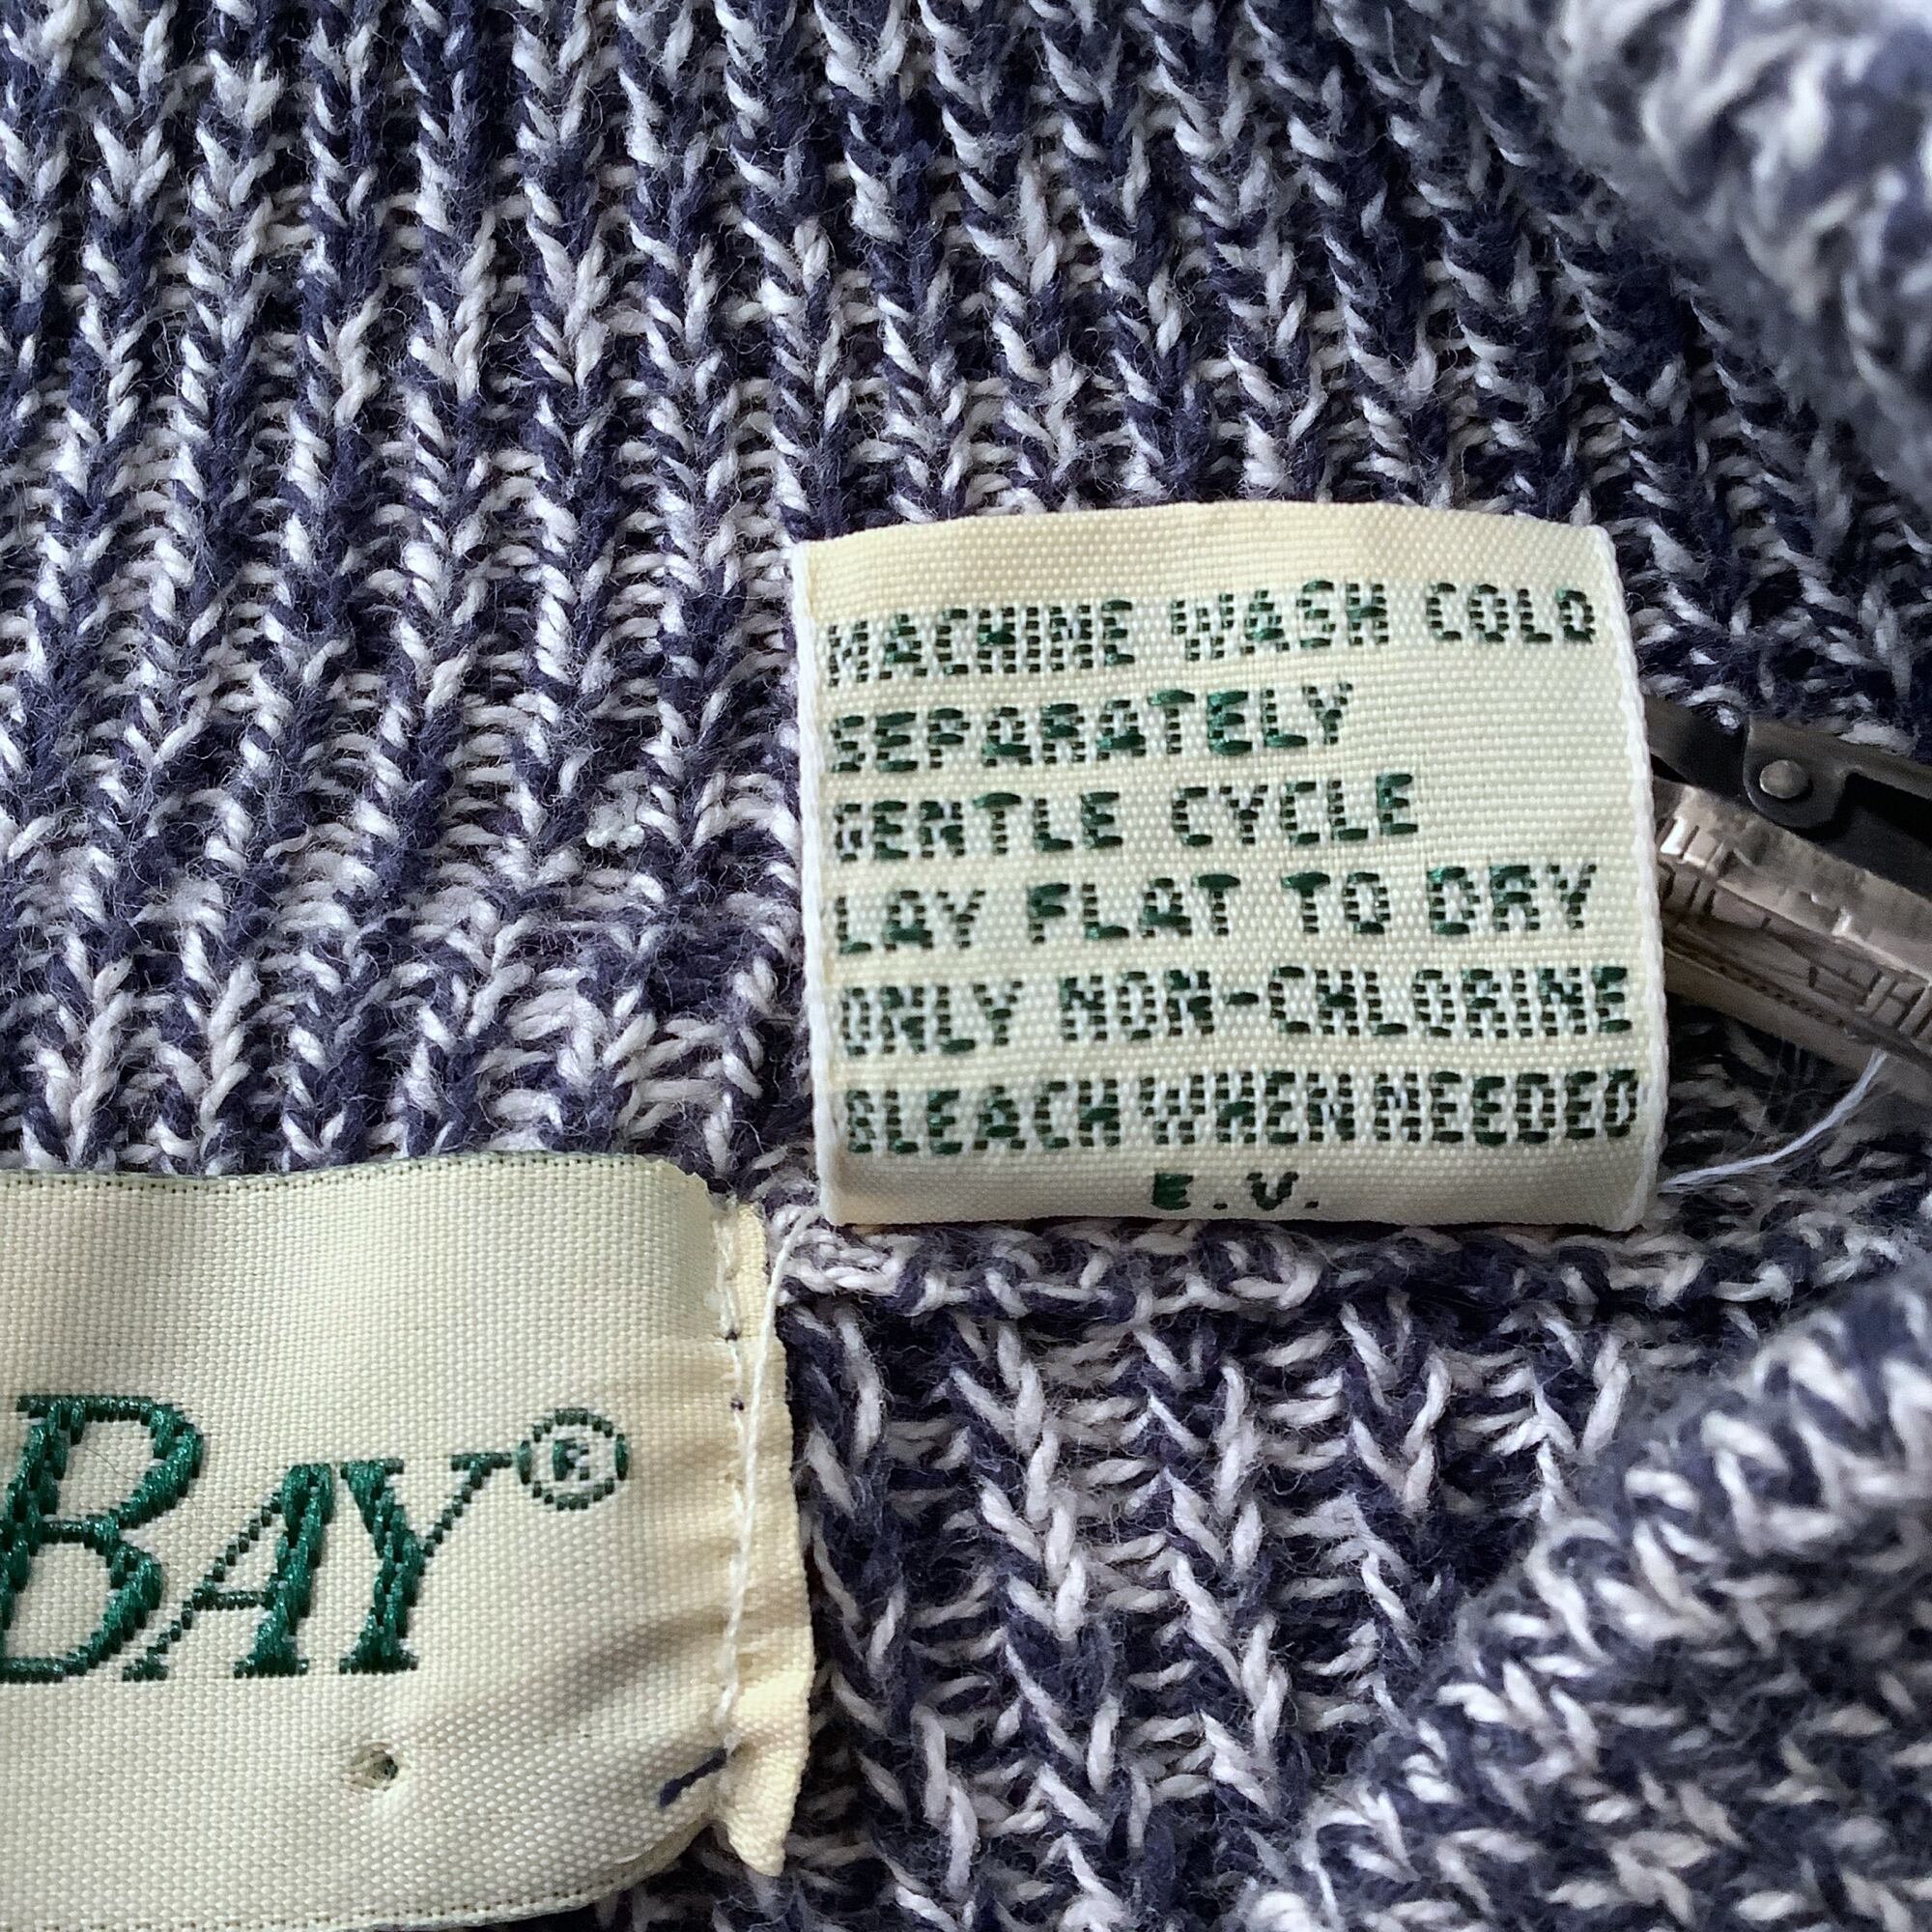 MACHINE WASH COLD
SEPARATELY
GENTLE CYCLE
LAY FLAT TO DRY
ONLY NON-CHLORINE
BLEACH WHEN NEEDED
E.V.
BAY®